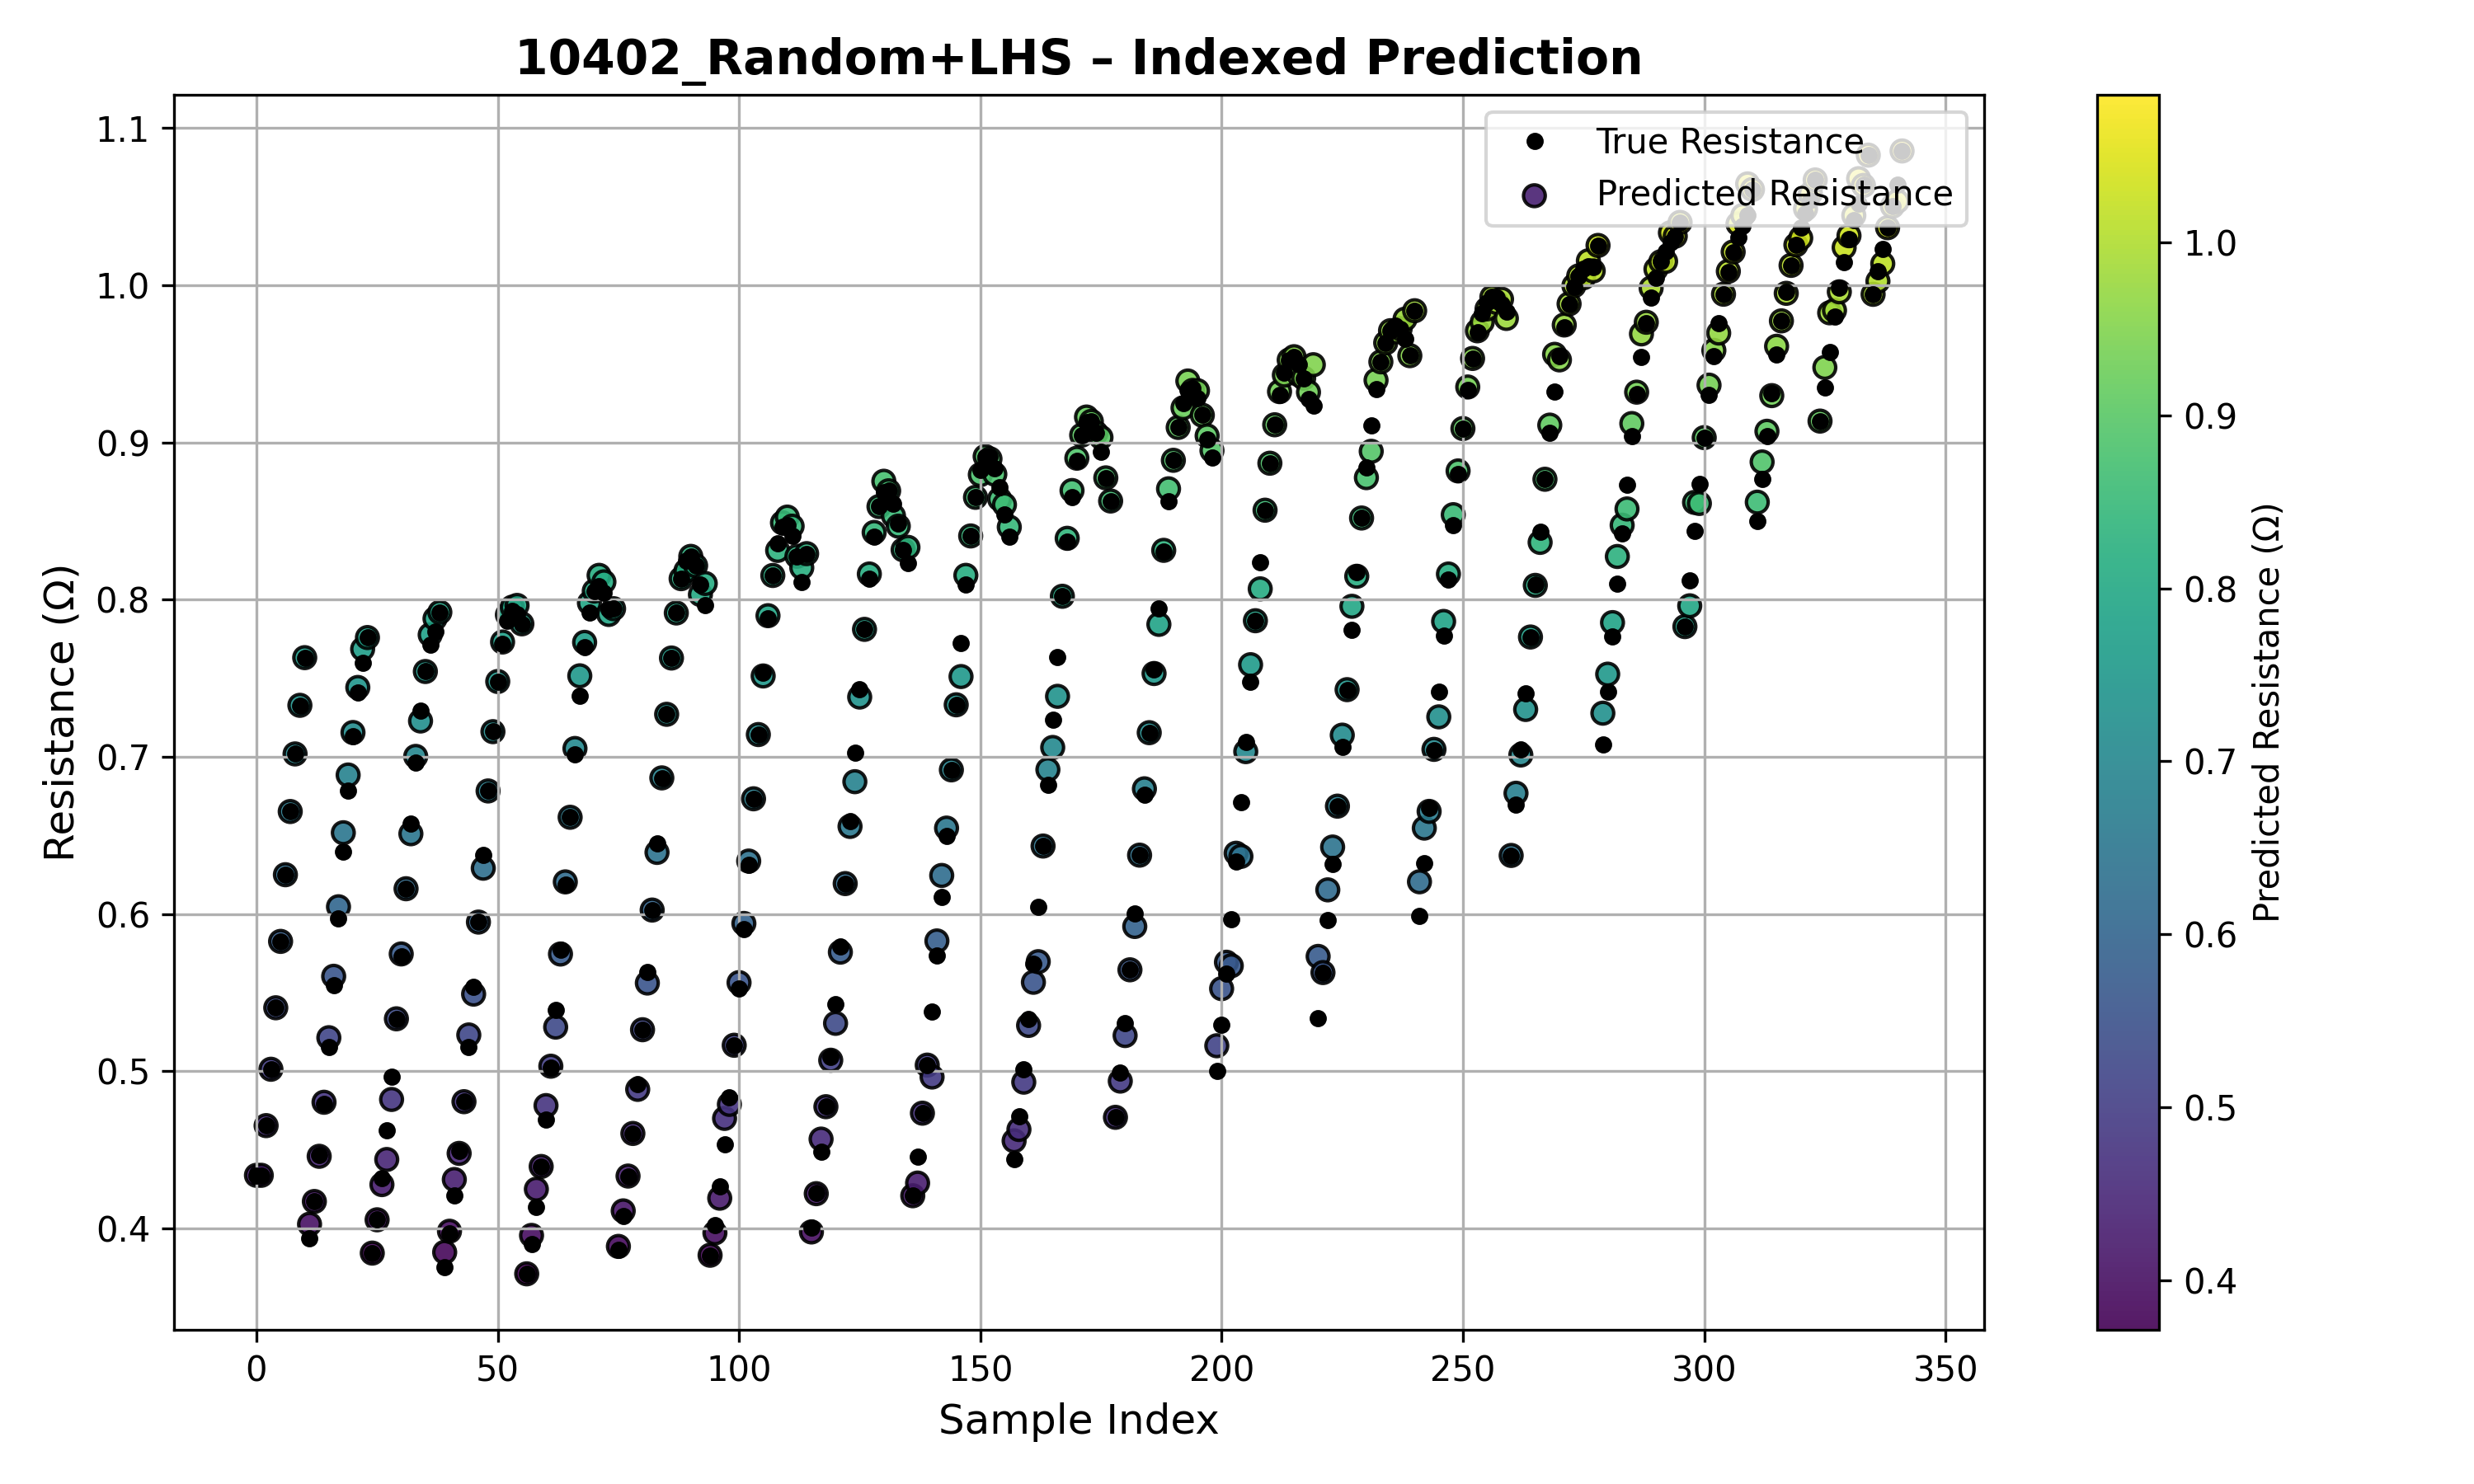 10402_Random+LHS – Indexed Prediction
True Resistance
Predicted Resistance
Resistance (Ω)
1.1
1.0
0.9
0.8
0.7
0.6
0.5
0.4
0 50 100 150 200 250 300 350
Sample Index
1.0
0.9
0.8
0.7
0.6
0.5
0.4
Predicted Resistance (Ω)